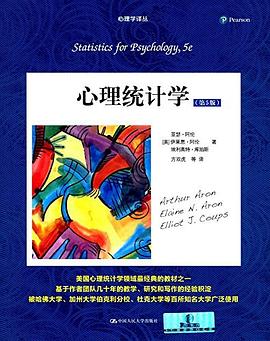 心理学译丛
Pearson
Statistics for Psychology, 5e
心理统计学
（第5版）
亚瑟·阿伦
[美]伊莱恩·阿伦 著
埃利奥特·库珀斯
方双虎 等 译
Arthur Aron
Elaine N. Aron
Elliot J. Coups
美国心理统计学领域最经典的教材之一
基于作者团队几十年的教学、研究和写作的经验积淀
被哈佛大学、加州大学伯克利分校、杜克大学等百所知名大学广泛使用
中国人民大学出版社